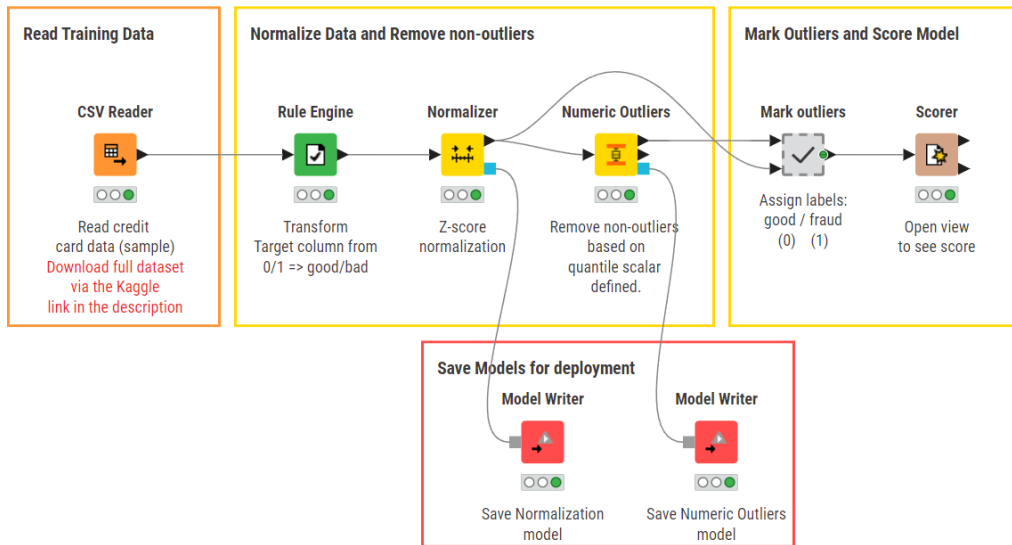 Read Training Data
CSV Reader
Read credit
card data (sample)
Download full dataset
via the Kaggle
link in the description
Normalize Data and Remove non-outliers
Rule Engine
Transform
Target column from
0/1 => good/bad
Normalizer
Z-score
normalization
Numeric Outliers
Remove non-outliers
based on
quantile scalar
defined.
Mark Outliers and Score Model
Mark outliers
Assign labels:
good / fraud
(0) (1)
Scorer
Open view
to see score
Save Models for deployment
Model Writer
Save Normalization
model
Model Writer
Save Numeric Outliers
model